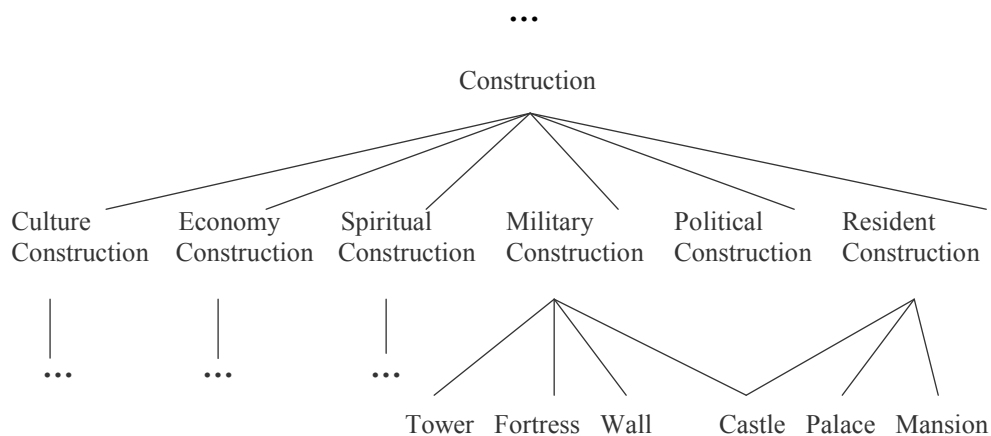 ...
Construction
Culture Construction
Economy Construction
Spiritual Construction
Military Construction
Political Construction
Resident Construction
... ... ...
Tower Fortress Wall Castle Palace Mansion